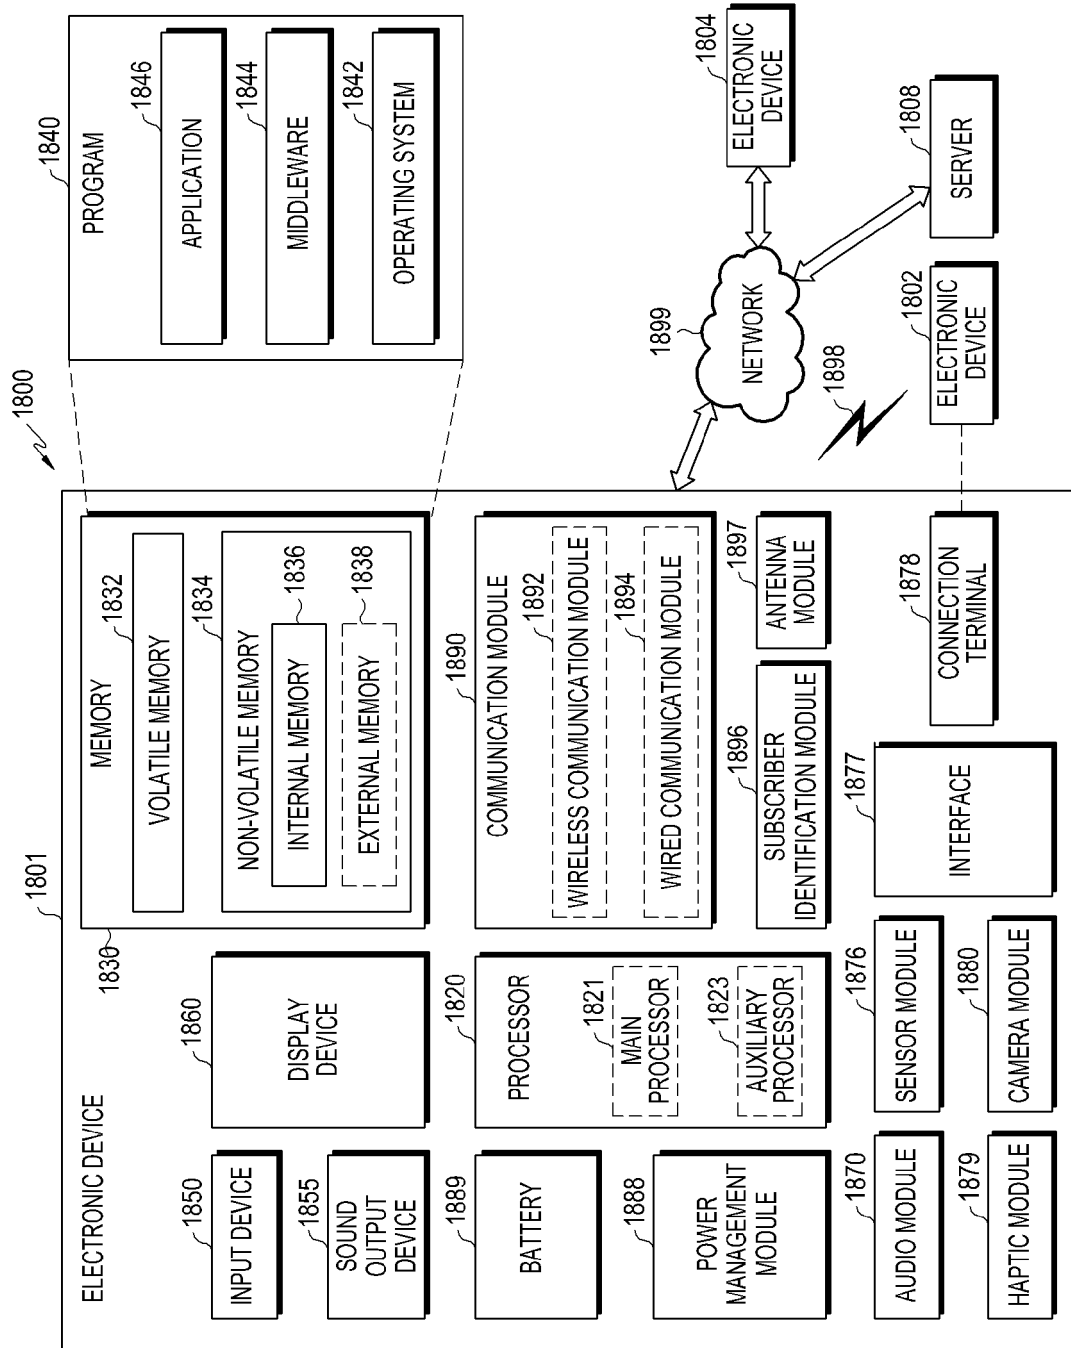 1800
1801
ELECTRONIC DEVICE
1830
MEMORY
1832
VOLATILE MEMORY
1834
NON-VOLATILE MEMORY
1836
INTERNAL MEMORY
1838
EXTERNAL MEMORY
1840
PROGRAM
1846
APPLICATION
1844
MIDDLEWARE
1842
OPERATING SYSTEM
1850
INPUT DEVICE
1855
SOUND
OUTPUT
DEVICE
1860
DISPLAY
DEVICE
1889
BATTERY
1888
POWER
MANAGEMENT
MODULE
1820
PROCESSOR
1821
MAIN
PROCESSOR
1823
AUXILIARY
PROCESSOR
1890
COMMUNICATION MODULE
1892
WIRELESS COMMUNICATION MODULE
1894
WIRED COMMUNICATION MODULE
1896
SUBSCRIBER
IDENTIFICATION MODULE
1897
ANTENNA
MODULE
1870
AUDIO MODULE
1876
SENSOR MODULE
1877
INTERFACE
1878
CONNECTION
TERMINAL
1879
HAPTIC MODULE
1880
CAMERA MODULE
1899
NETWORK
1898
1804
ELECTRONIC
DEVICE
1808
SERVER
1802
ELECTRONIC
DEVICE